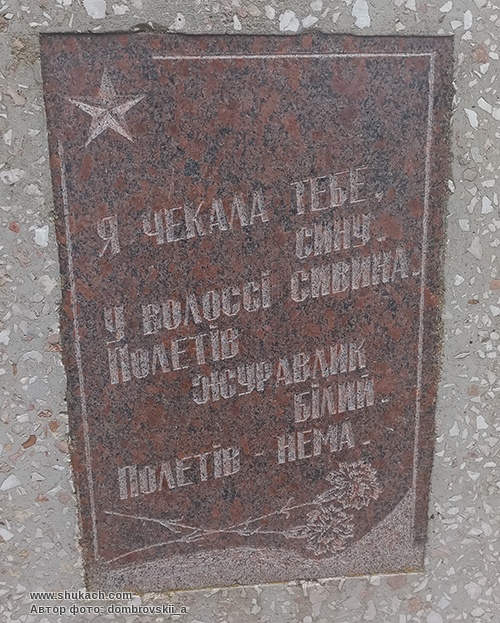 Я ЧЕКАЛА ТЕБЕ,
СИНУ.
У ВОЛОССІ СИВИНА.
ПОЛЕТІВ
ЖУРАВЛИК
БІЛИЙ.
ПОЛЕТІВ - НЕМА.
www.shukach.com
Автор фото: dombrovskii_a